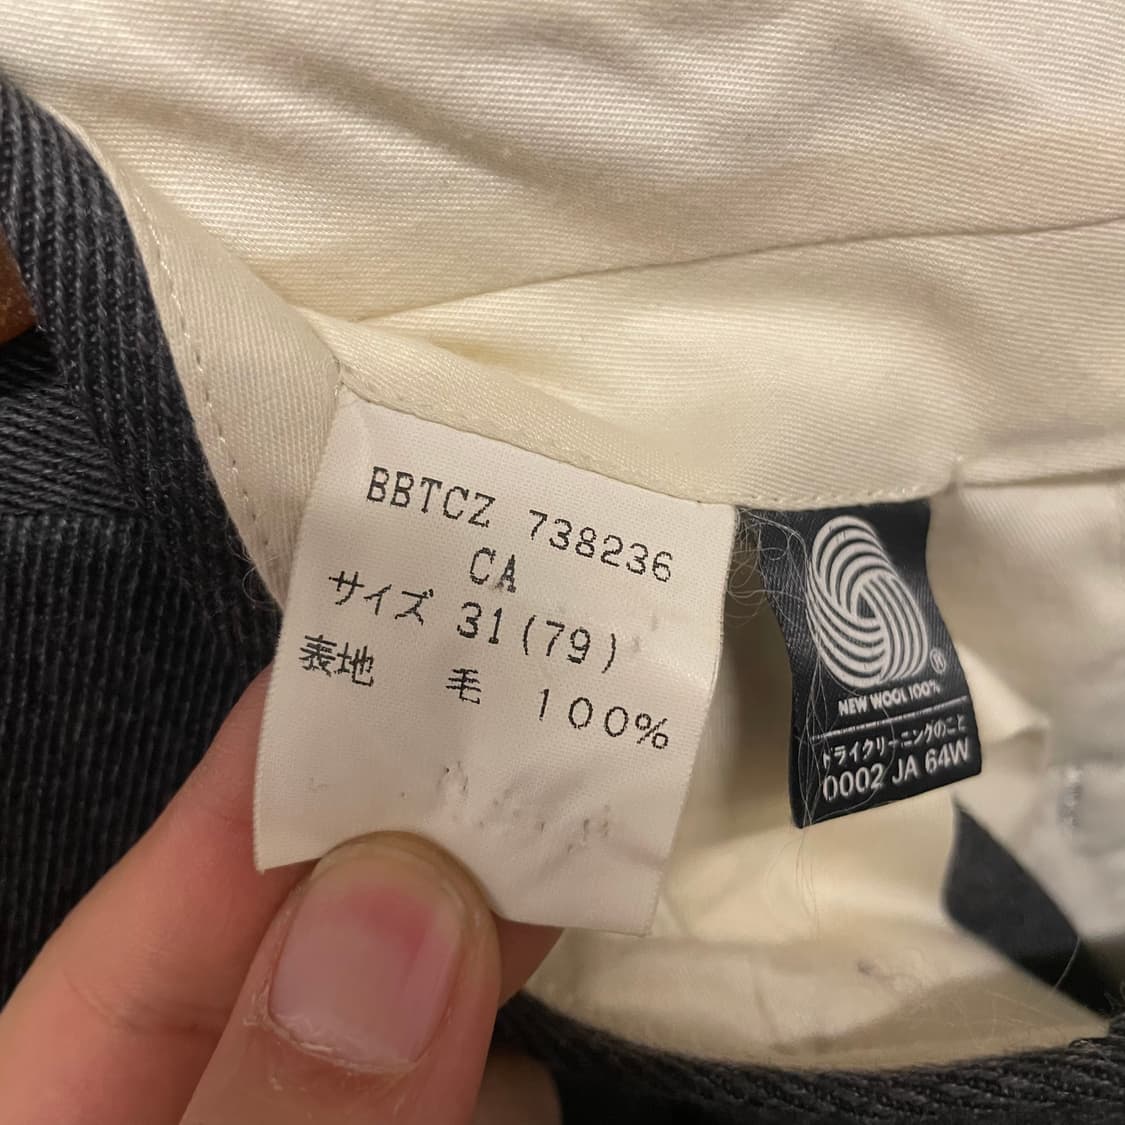 BBTCZ 738236
CA
サイズ 31(79)
表地 毛 100%
®
NEW WOOL 100%
ドライクリーニングのこと
0002 JA 64W